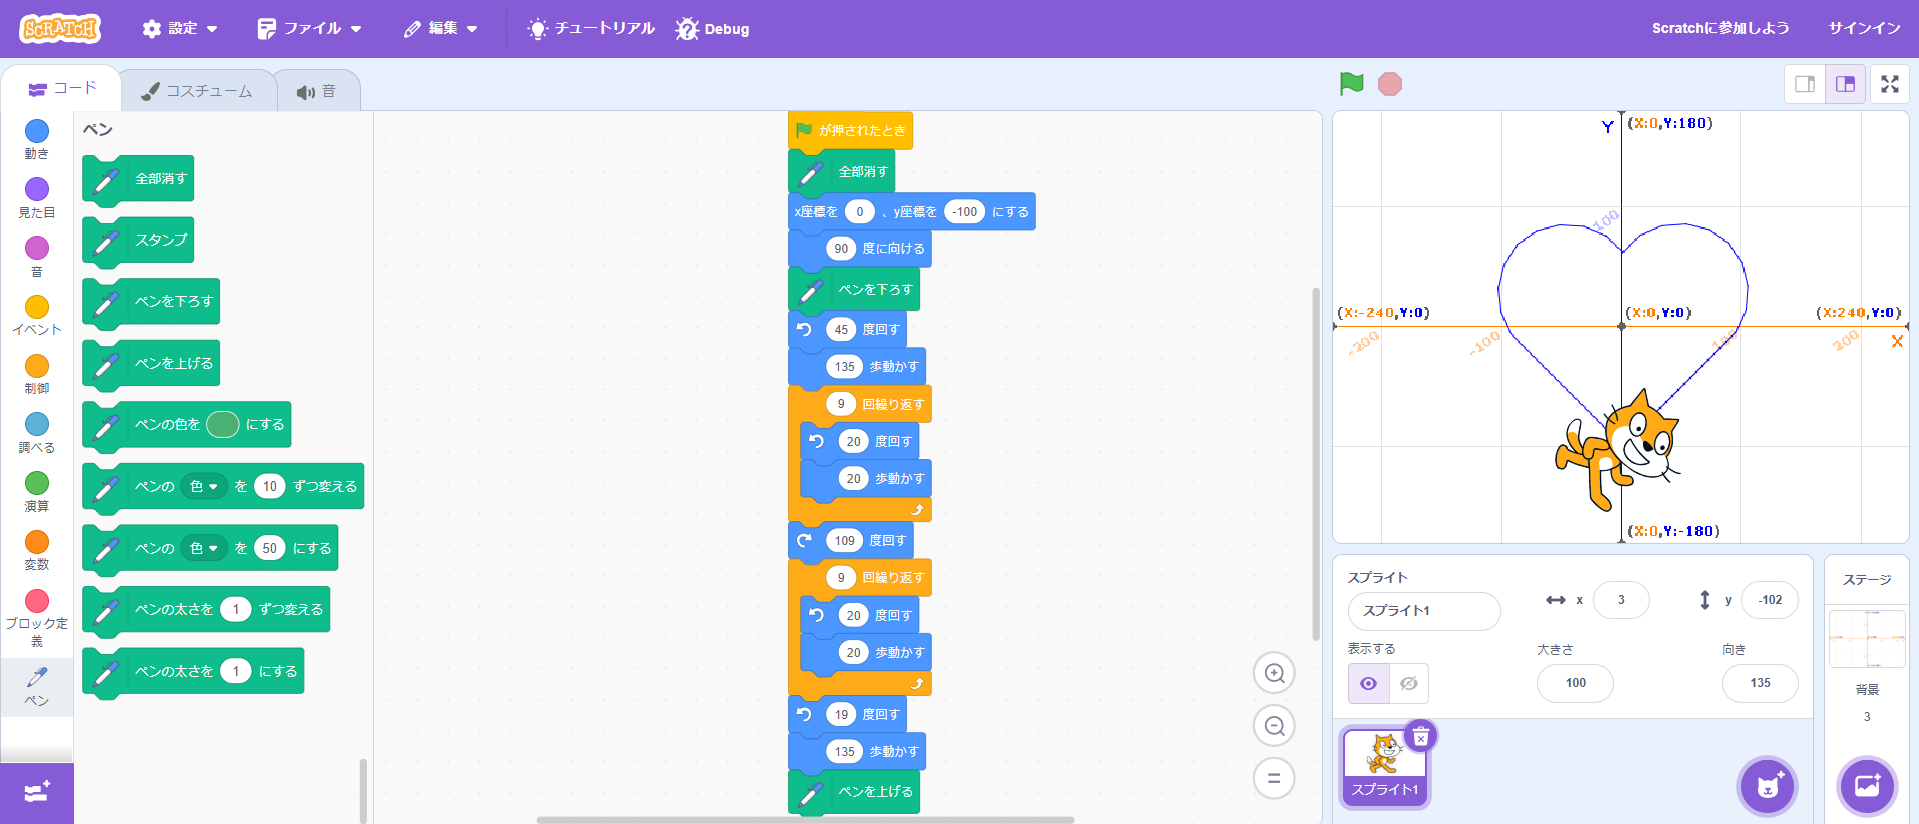 SCRATCH 設定 ファイル 編集 チュートリアル Debug Scratchに参加しよう サインイン
コード コスチューム 音
動き
見た目
音
イベント
制御
調べる
演算
変数
ブロック定
義
ペン
ペン
全部消す
スタンプ
ペンを下ろす
ペンを上げる
ペンの色を にする
ペンの 色 を 10 ずつ変える
ペンの 色 を 50 にする
ペンの太さを 1 ずつ変える
ペンの太さを 1 にする
が押されたとき
全部消す
x座標を 0 、y座標を -100 にする
90 度に向ける
ペンを下ろす
45 度回す
135 歩動かす
9 回繰り返す
20 度回す
20 歩動かす
109 度回す
9 回繰り返す
20 度回す
20 歩動かす
19 度回す
135 歩動かす
ペンを上げる
Y (X:0,Y:180)
100
(X:-240,Y:0) (X:0,Y:0) (X:240,Y:0)
-200 -100 100 200 X
(X:0,Y:-180)
スプライト
スプライト1 x 3 y -102
表示する 大きさ 向き
100 135
スプライト1
ステージ
背景
3